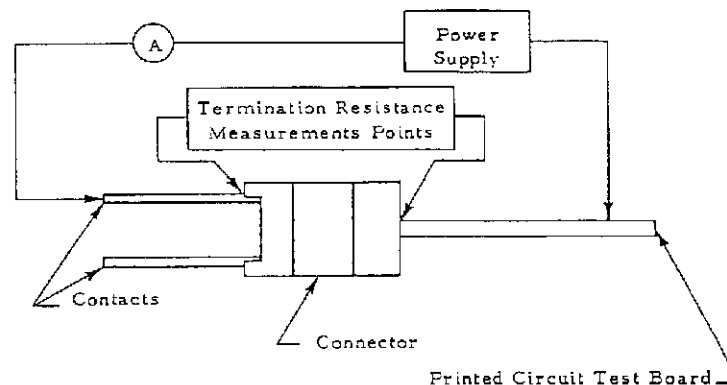 A
Power
Supply
Termination Resistance
Measurements Points
Contacts
Connector
Printed Circuit Test Board